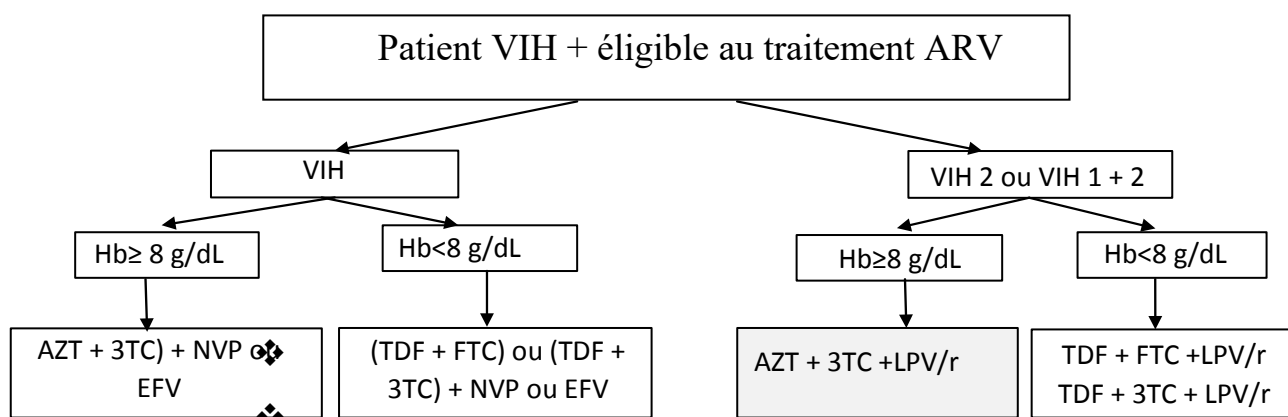 Patient VIH + éligible au traitement ARV
VIH
VIH 2 ou VIH 1 + 2
Hb≥ 8 g/dL
Hb<8 g/dL
Hb≥8 g/dL
Hb<8 g/dL
AZT + 3TC) + NVP
EFV
(TDF + FTC) ou (TDF +
3TC) + NVP ou EFV
AZT + 3TC +LPV/r
TDF + FTC +LPV/r
TDF + 3TC + LPV/r